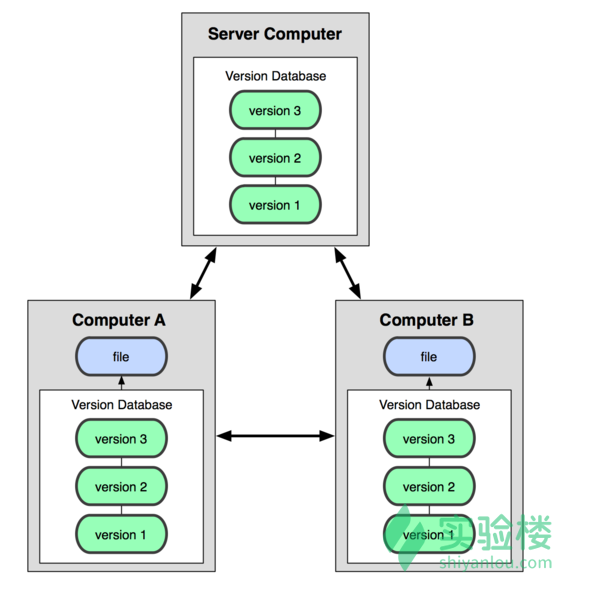 Server Computer
Version Database
version 3
version 2
version 1
Computer A
file
Version Database
version 3
version 2
version 1
Computer B
file
Version Database
version 3
version 2
version 1
实验楼
shiyanlou.com